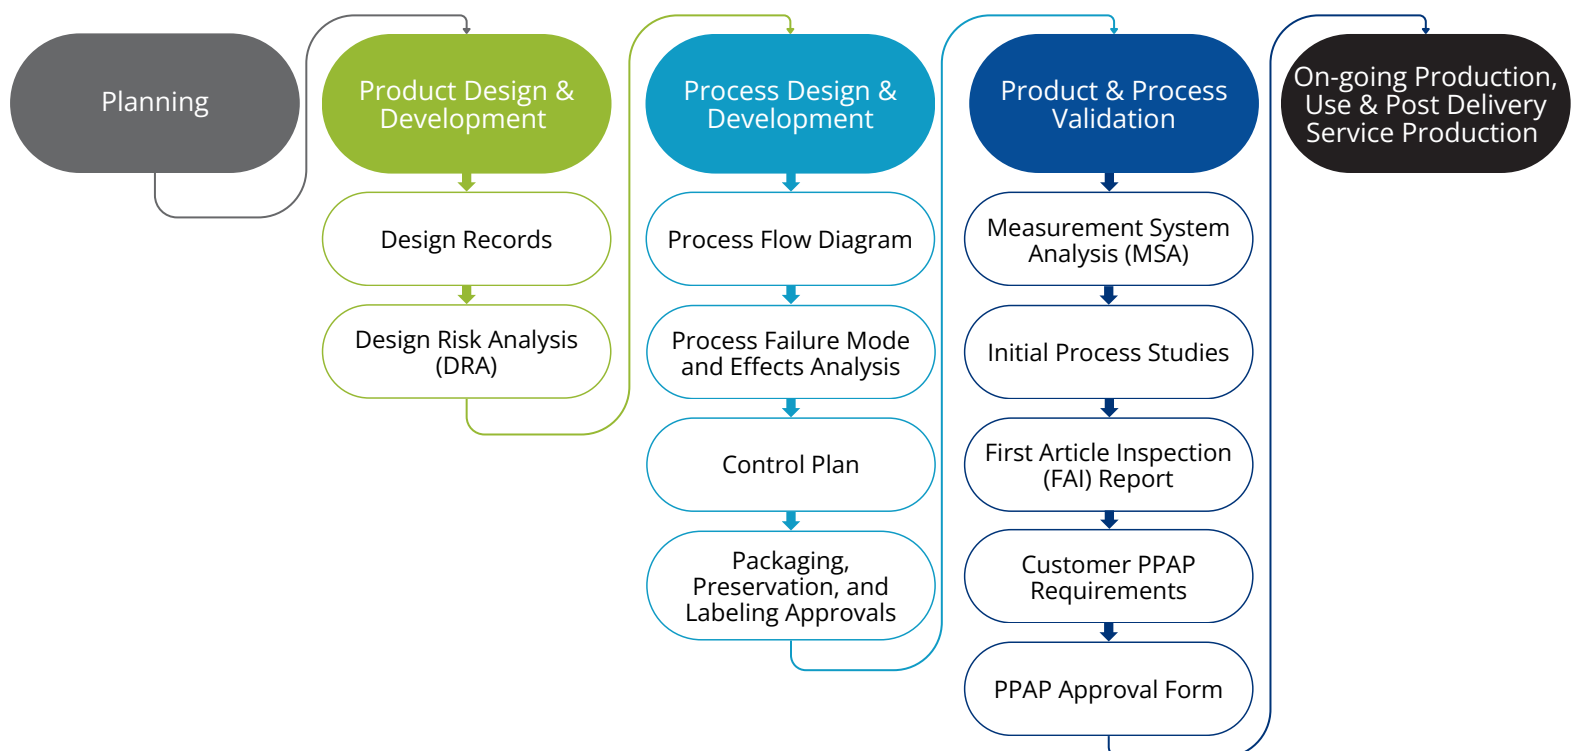 Planning
Product Design &
Development
Design Records
Design Risk Analysis
(DRA)
Process Design &
Development
Process Flow Diagram
Process Failure Mode
and Effects Analysis
Control Plan
Packaging,
Preservation, and
Labeling Approvals
Product & Process
Validation
Measurement System
Analysis (MSA)
Initial Process Studies
First Article Inspection
(FAI) Report
Customer PPAP
Requirements
PPAP Approval Form
On-going Production,
Use & Post Delivery
Service Production